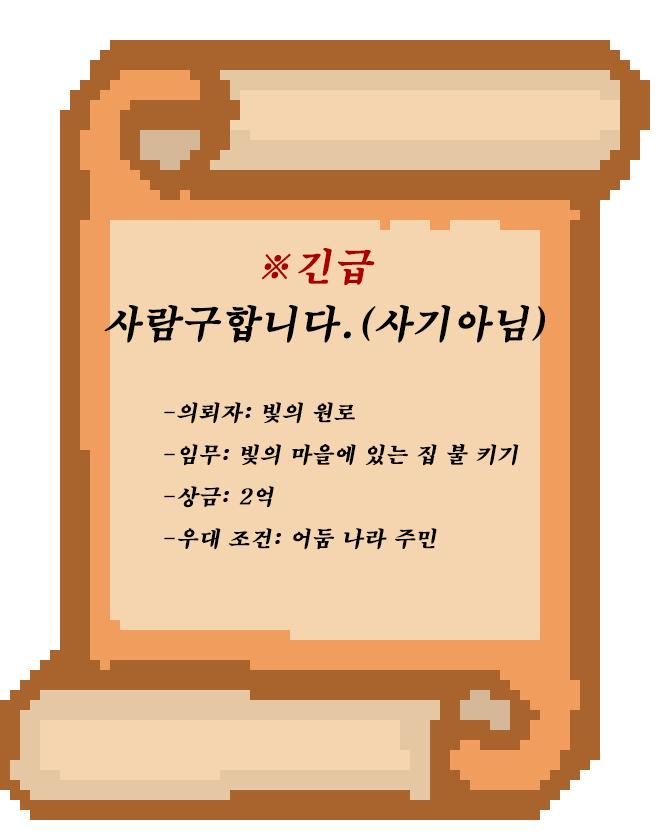 ※긴급
사람구합니다.(사기아님)
-의뢰자: 빛의 원로
-임무: 빛의 마을에 있는 집 불 키기
-상금: 2억
-우대 조건: 어둠 나라 주민